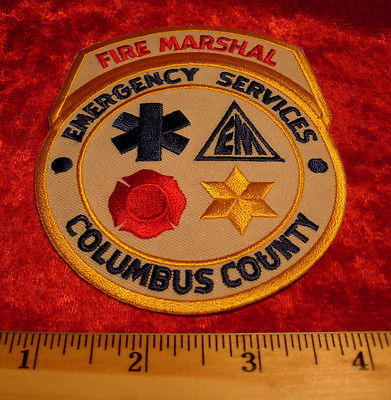 FIRE MARSHAL
EMERGENCY SERVICES
EM
COLUMBUS COUNTY
1 2 3 4